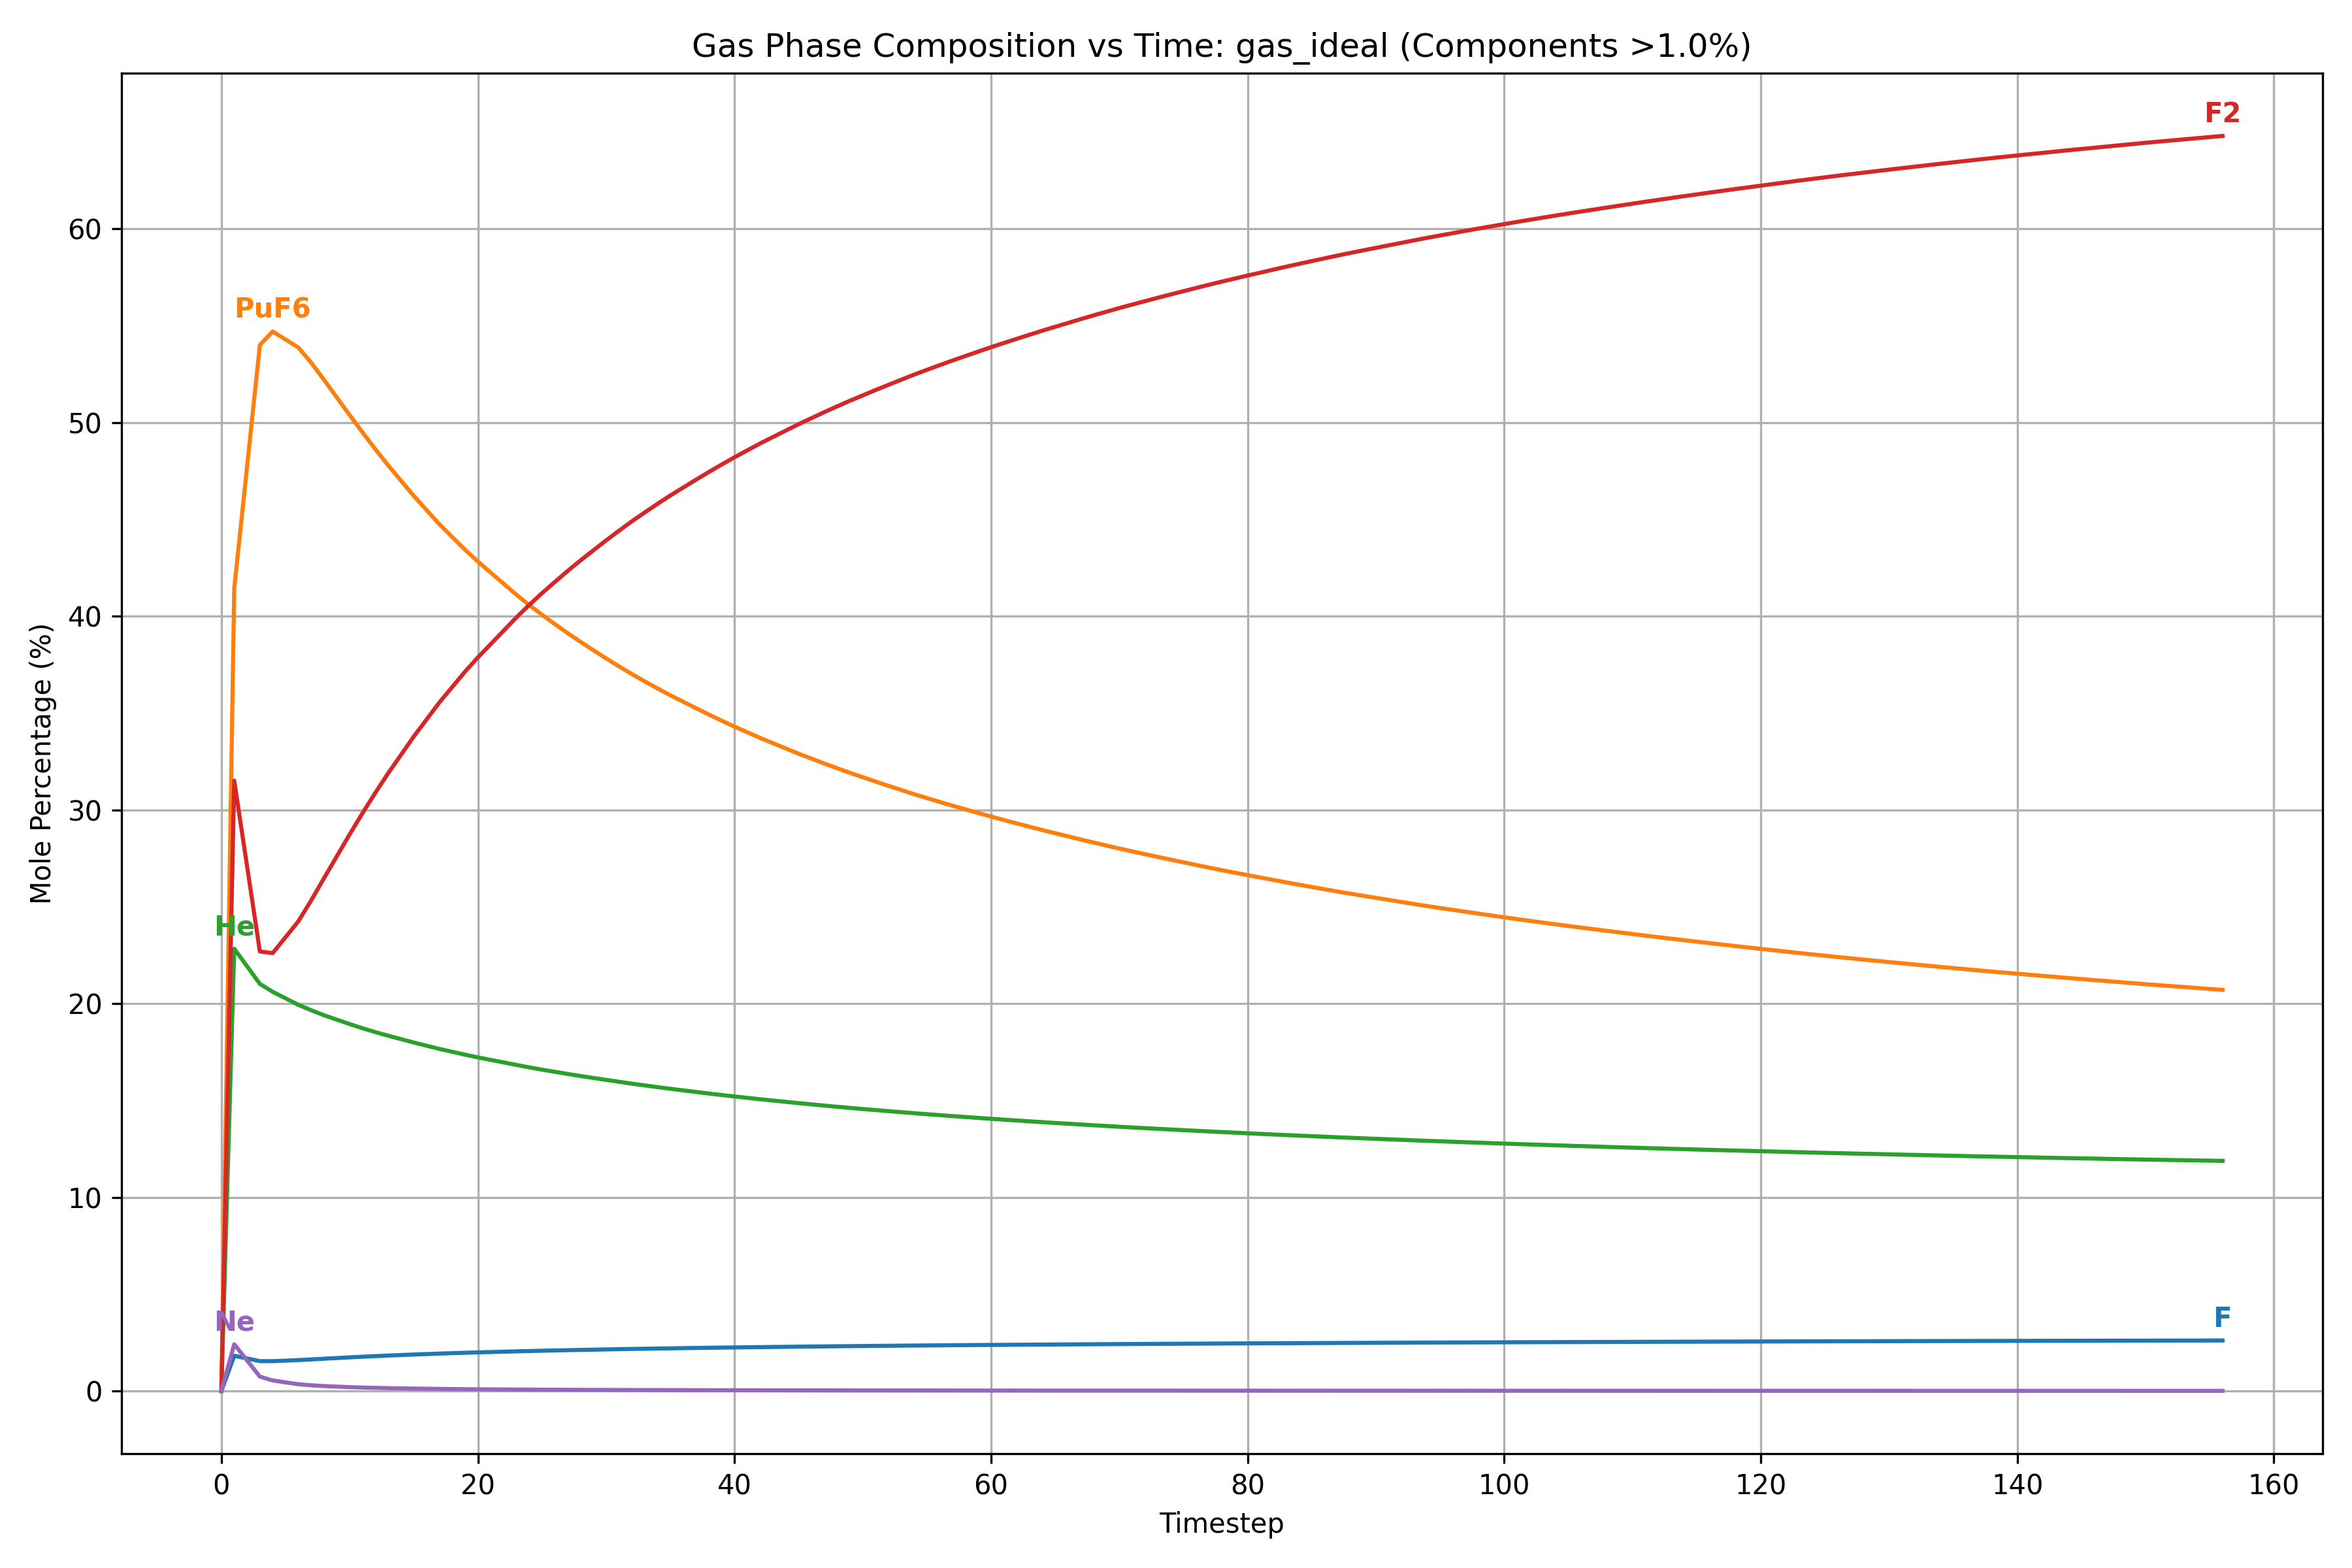 Gas Phase Composition vs Time: gas_ideal (Components >1.0%)
F2
60
PuF6
50
40
Mole Percentage (%)
30
He
20
10
Ne
F
0
0 20 40 60 80 100 120 140 160
Timestep